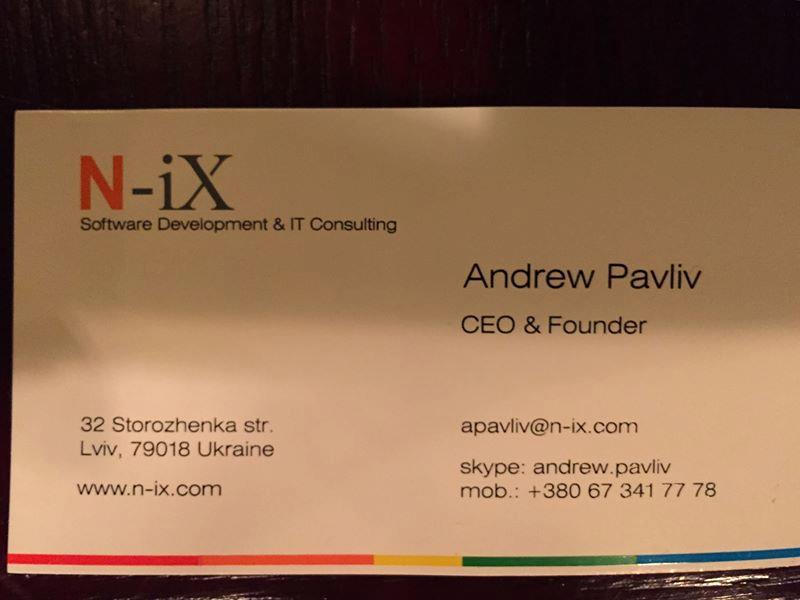 N-iX
Software Development & IT Consulting
Andrew Pavliv
CEO & Founder
32 Storozhenka str.
Lviv, 79018 Ukraine
www.n-ix.com
apavliv@n-ix.com
skype: andrew.pavliv
mob.: +380 67 341 77 78